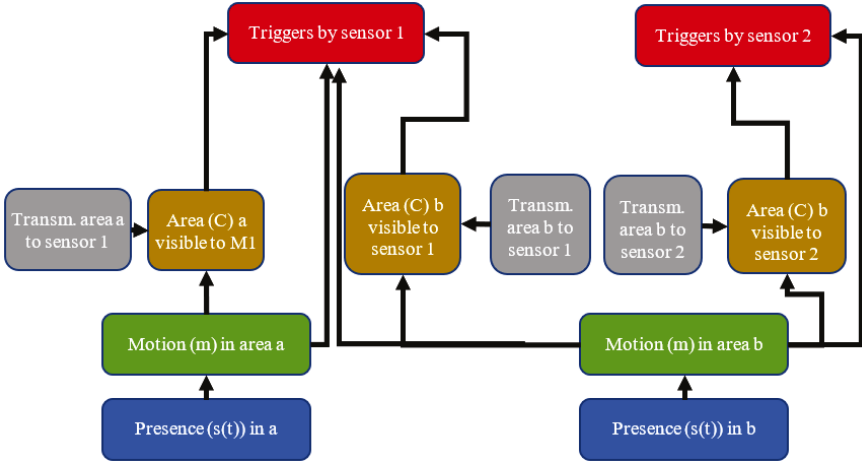 Triggers by sensor 1
Triggers by sensor 2
Transm. area a
to sensor 1
Area (C) a
visible to M1
Area (C) b
visible to
sensor 1
Transm.
area b to
sensor 1
Transm.
area b to
sensor 2
Area (C) b
visible to
sensor 2
Motion (m) in area a
Motion (m) in area b
Presence (s(t)) in a
Presence (s(t)) in b